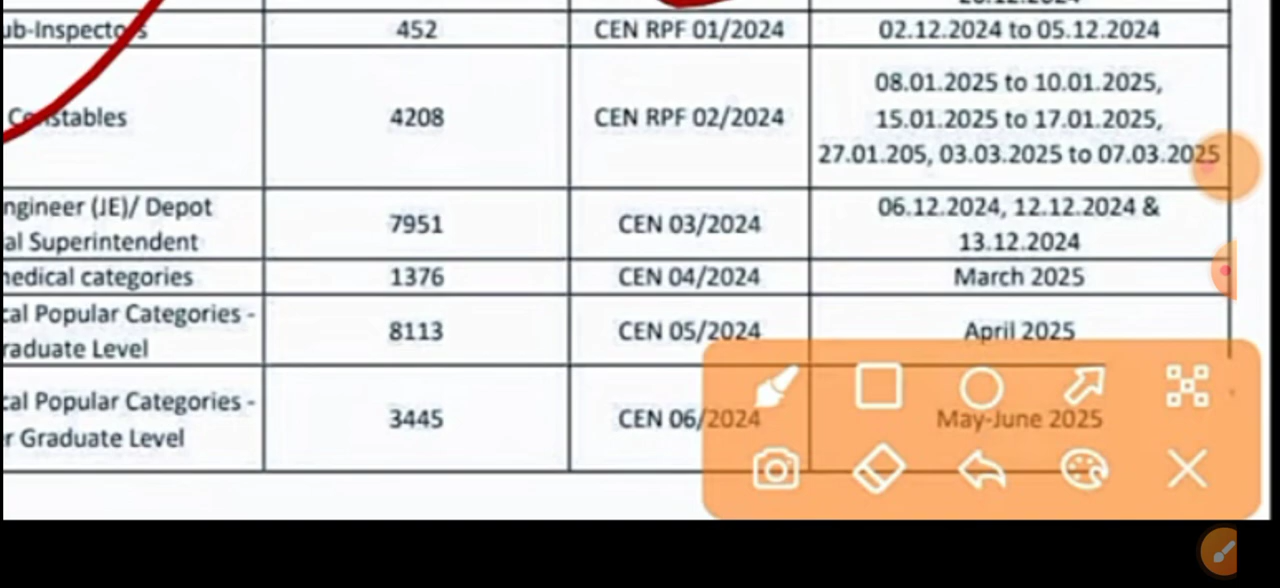 ub-Inspectors 452 CEN RPF 01/2024 02.12.2024 to 05.12.2024
08.01.2025 to 10.01.2025,
Constables 4208 CEN RPF 02/2024 15.01.2025 to 17.01.2025,
27.01.205, 03.03.2025 to 07.03.2025
ngineer (JE)/ Depot 7951 CEN 03/2024 06.12.2024, 12.12.2024 &
al Superintendent 13.12.2024
nedical categories 1376 CEN 04/2024 March 2025
cal Popular Categories - 8113 CEN 05/2024 April 2025
raduate Level
cal Popular Categories - 3445 CEN 06/2024 May-June 2025
r Graduate Level